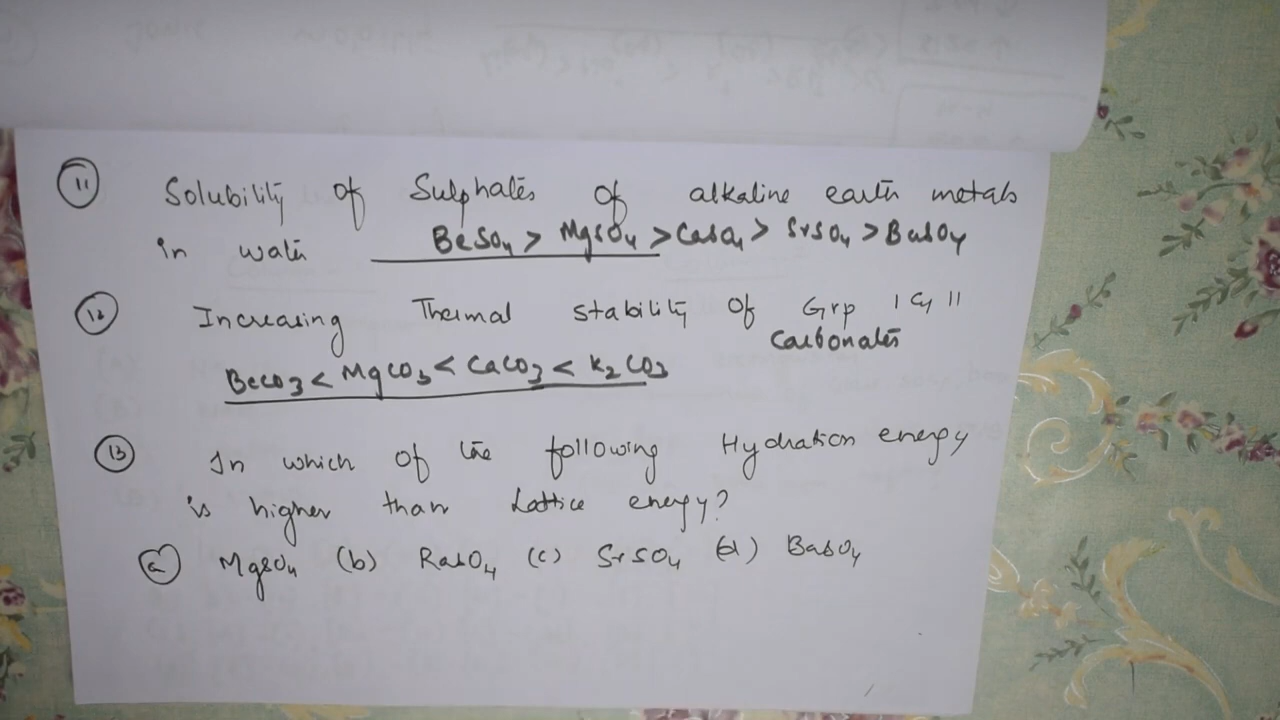 (11) Solubility of Sulphates of alkaline earth metals
in water BeSO4 > MgSO4 > CaSO4 > SrSO4 > BaSO4
(12) Increasing Thermal stability of Grp I & II
Carbonates
BeCO3 < MgCO3 < CaCO3 < K2CO3
(13) In which of the following Hydration energy
is higher than Lattice energy?
(a) MgSO4 (b) RaSO4 (c) SrSO4 (d) BaSO4